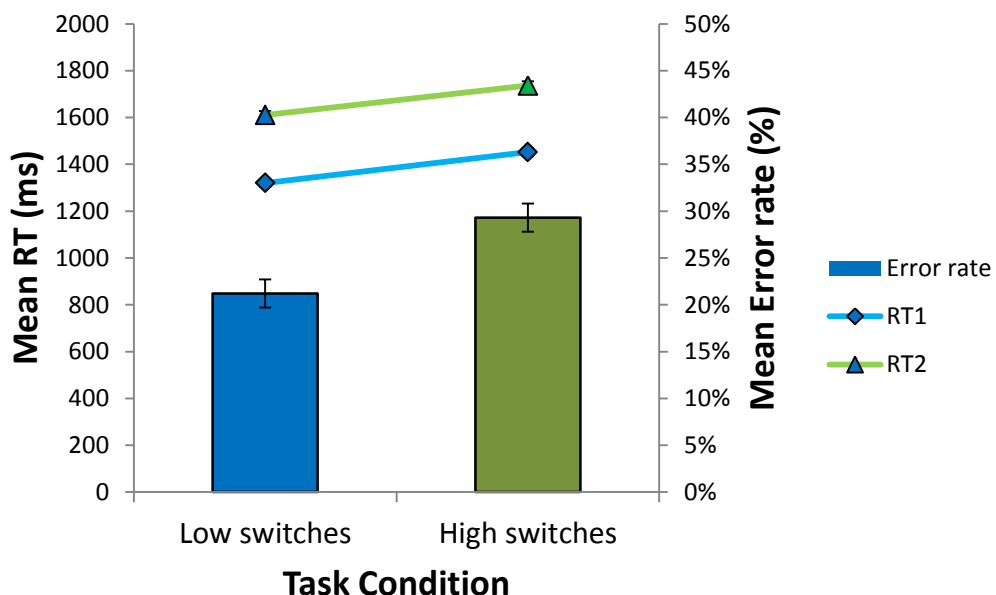 2000
1800
1600
1400
1200
1000
800
600
400
200
0
Mean RT (ms)
50%
45%
40%
35%
30%
25%
20%
15%
10%
5%
0%
Mean Error rate (%)
Low switches
High switches
Task Condition
Error rate
RT1
RT2